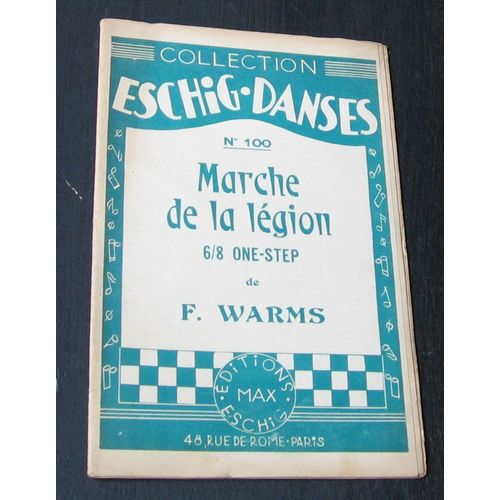 COLLECTION
ESCHiG·DANSES
N° 100
Marche
de la légion
6/8 ONE-STEP
de
F. WARMS
ÉDITIONS
MAX
ESCHiG
48, RUE DE ROME·PARIS